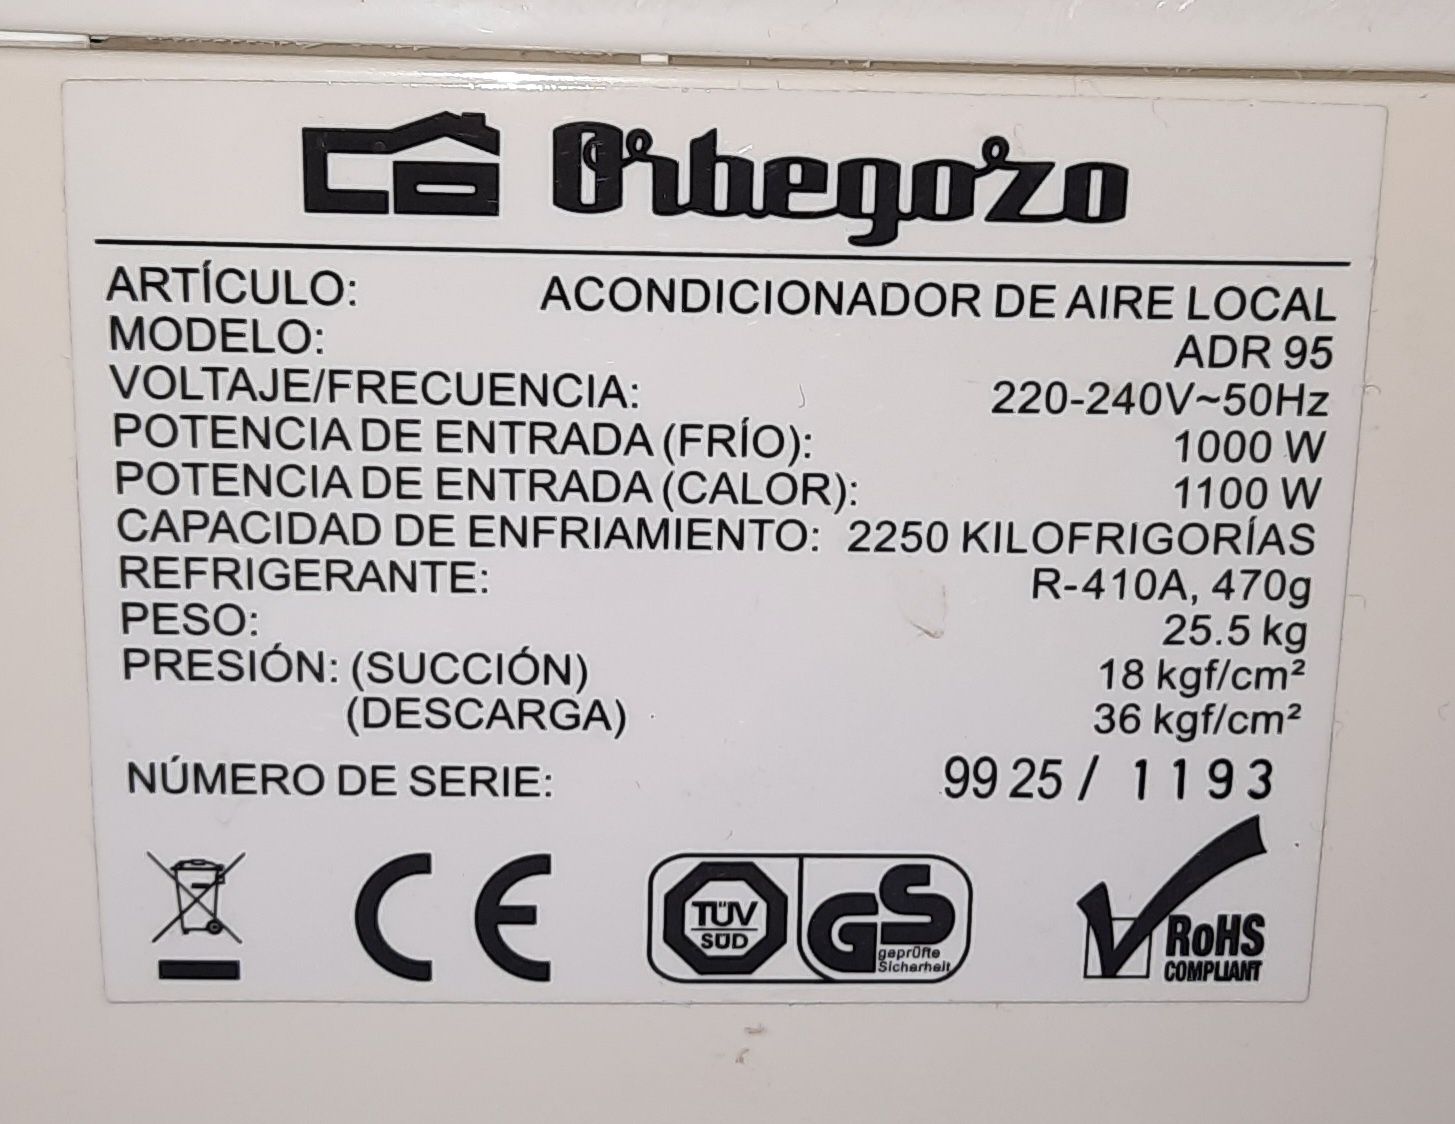 Orbegozo
ARTÍCULO: ACONDICIONADOR DE AIRE LOCAL
MODELO: ADR 95
VOLTAJE/FRECUENCIA: 220-240V~50Hz
POTENCIA DE ENTRADA (FRÍO): 1000 W
POTENCIA DE ENTRADA (CALOR): 1100 W
CAPACIDAD DE ENFRIAMIENTO: 2250 KILOFRIGORÍAS
REFRIGERANTE: R-410A, 470g
PESO: 25.5 kg
PRESIÓN: (SUCCIÓN) 18 kgf/cm²
(DESCARGA) 36 kgf/cm²
NÚMERO DE SERIE: 9925/ 1193
CE
TÜV
SÜD
GS
geprüfte
Sicherheit
RoHS
COMPLIANT